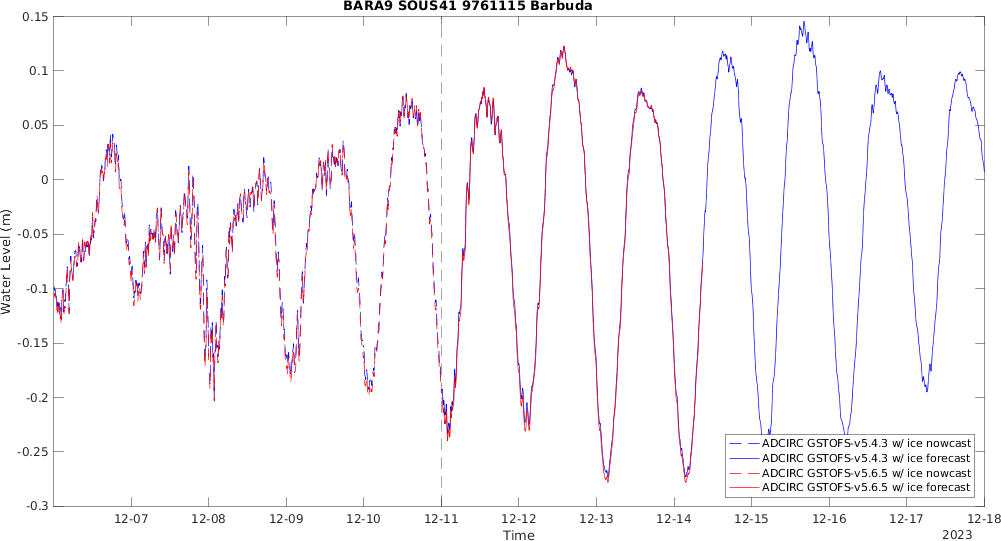 BARA9 SOUS41 9761115 Barbuda
0.15
0.1
0.05
0
-0.05
-0.1
-0.15
-0.2
-0.25
-0.3
Water Level (m)
ADCIRC GSTOFS-v5.4.3 w/ ice nowcast
ADCIRC GSTOFS-v5.4.3 w/ ice forecast
ADCIRC GSTOFS-v5.6.5 w/ ice nowcast
ADCIRC GSTOFS-v5.6.5 w/ ice forecast
12-07 12-08 12-09 12-10 12-11 12-12 12-13 12-14 12-15 12-16 12-17 12-18
Time
2023